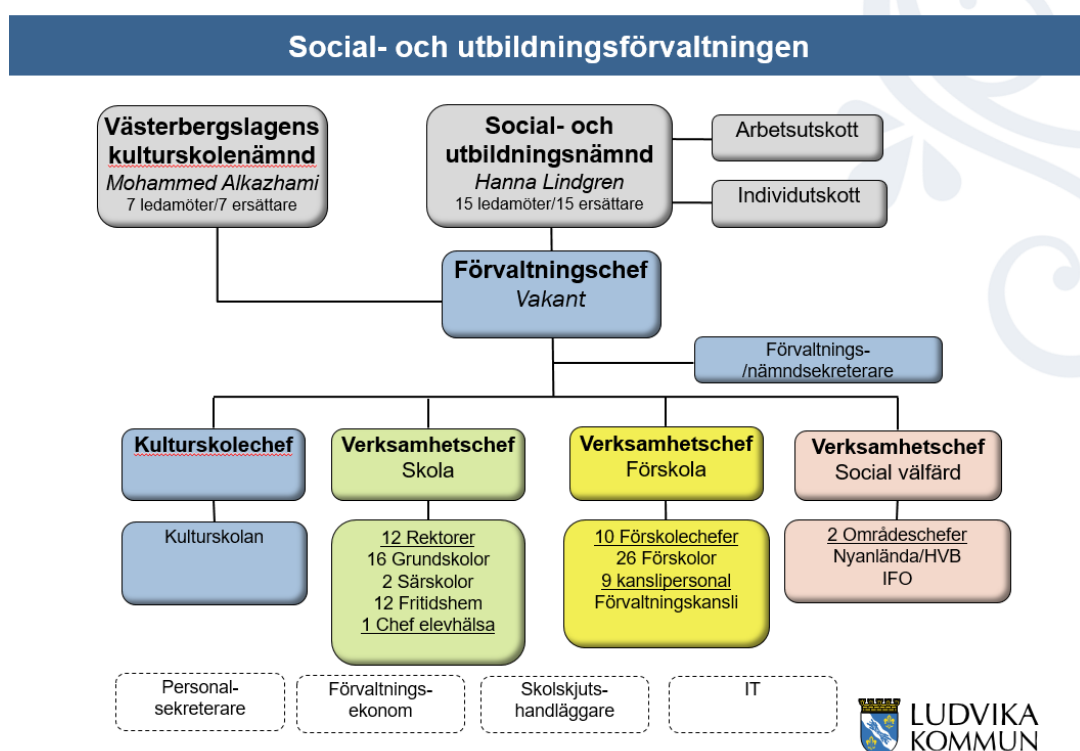 Social- och utbildningsförvaltningen
Västerbergslagens
kulturskolenämnd
Mohammed Alkazhami
7 ledamöter/7 ersättare
Social- och
utbildningsnämnd
Hanna Lindgren
15 ledamöter/15 ersättare
Arbetsutskott
Individutskott
Förvaltningschef
Vakant
Förvaltnings-
/nämndsekreterare
Kulturskolechef
Verksamhetschef
Skola
Verksamhetschef
Förskola
Verksamhetschef
Social välfärd
Kulturskolan
12 Rektorer
16 Grundskolor
2 Särskolor
12 Fritidshem
1 Chef elevhälsa
10 Förskolechefer
26 Förskolor
9 kanslipersonal
Förvaltningskansli
2 Områdeschefer
Nyanlända/HVB
IFO
Personal-
sekreterare
Förvaltnings-
ekonom
Skolskjuts-
handläggare
IT
LUDVIKA
KOMMUN